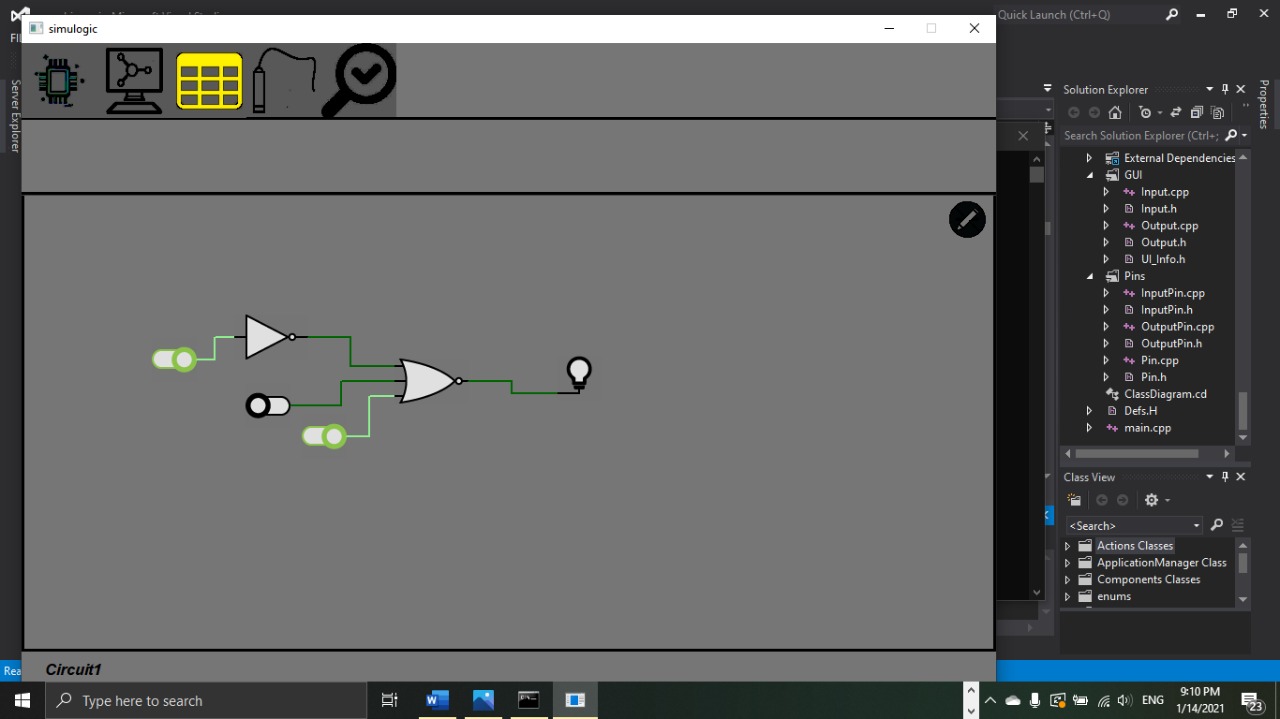 simulogic
Quick Launch (Ctrl+Q)
Server Explorer
Solution Explorer
Properties
Search Solution Explorer (Ctrl+;
External Dependencies
GUI
Input.cpp
Input.h
Output.cpp
Output.h
UI_Info.h
Pins
InputPin.cpp
InputPin.h
OutputPin.cpp
OutputPin.h
Pin.cpp
Pin.h
ClassDiagram.cd
Defs.H
main.cpp
Class View
<Search>
Actions Classes
ApplicationManager Class
Components Classes
enums
Circuit1
Rea
Type here to search
ENG
9:10 PM
1/14/2021
23